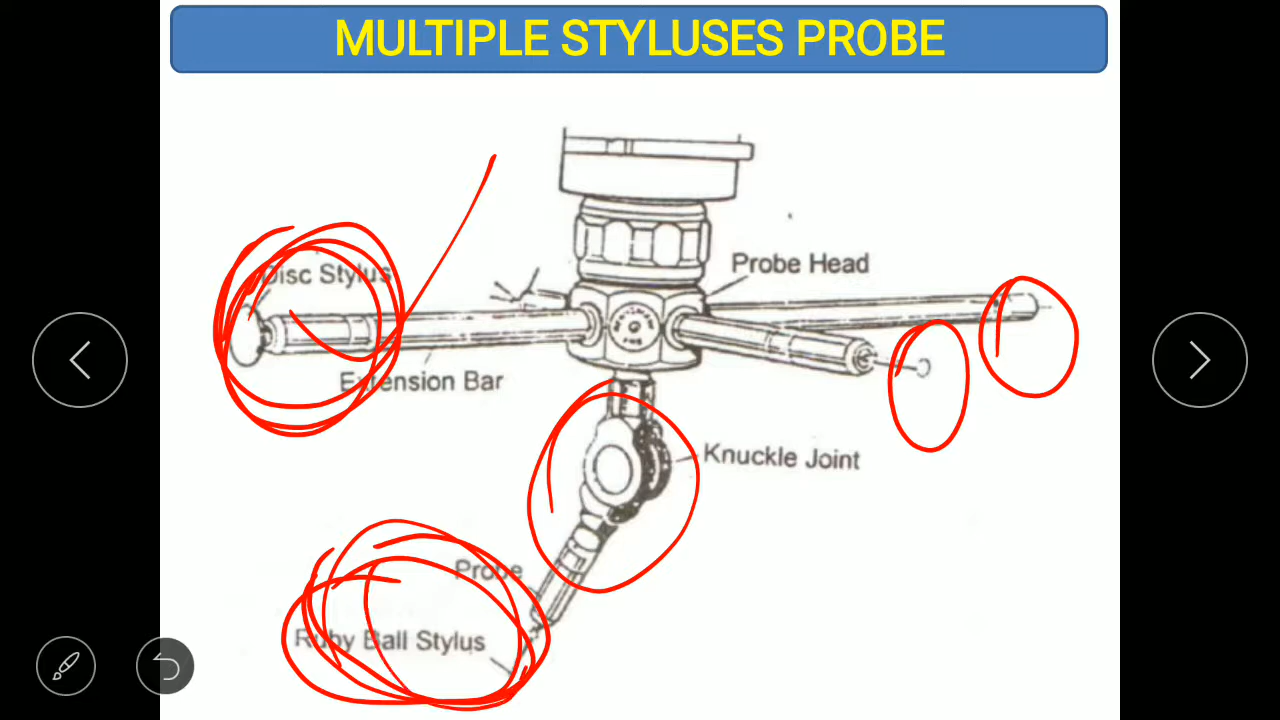 MULTIPLE STYLUSES PROBE
Probe Head
Disc Stylus
Extension Bar
Knuckle Joint
Probe
Ruby Ball Stylus